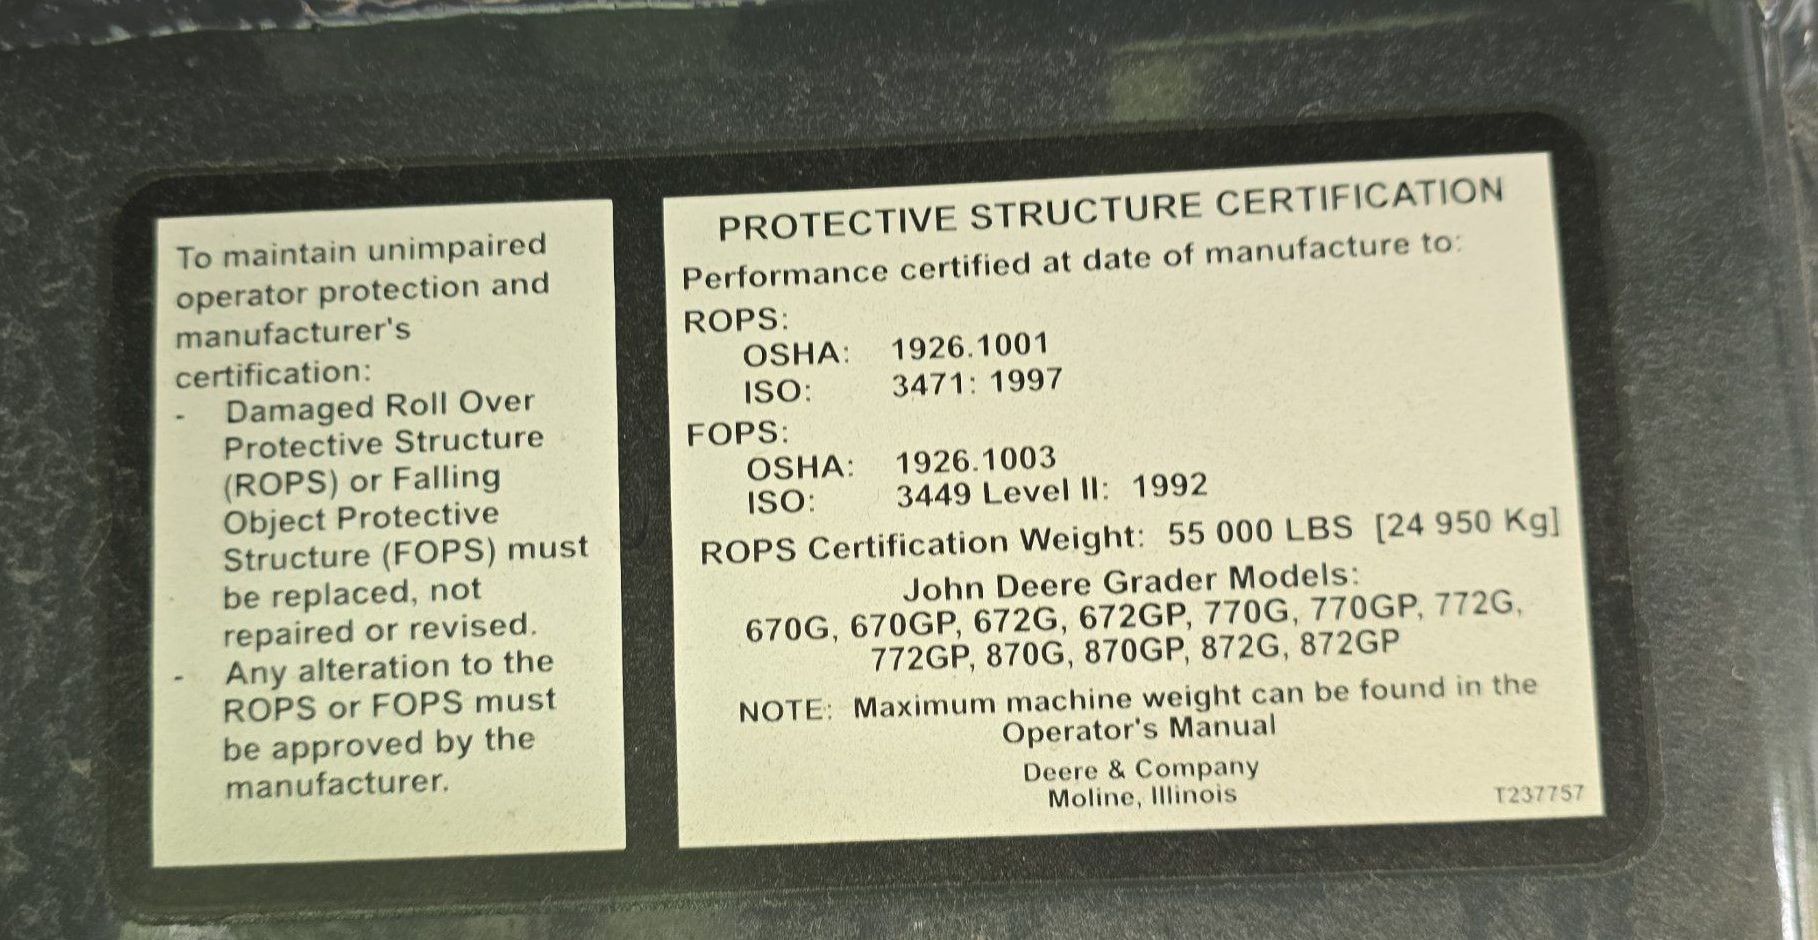 To maintain unimpaired
operator protection and
manufacturer's
certification:
- Damaged Roll Over
Protective Structure
(ROPS) or Falling
Object Protective
Structure (FOPS) must
be replaced, not
repaired or revised.
- Any alteration to the
ROPS or FOPS must
be approved by the
manufacturer.
PROTECTIVE STRUCTURE CERTIFICATION
Performance certified at date of manufacture to:
ROPS:
OSHA: 1926.1001
ISO: 3471: 1997
FOPS:
OSHA: 1926.1003
ISO: 3449 Level II: 1992
ROPS Certification Weight: 55 000 LBS [24 950 Kg]
John Deere Grader Models:
670G, 670GP, 672G, 672GP, 770G, 770GP, 772G,
772GP, 870G, 870GP, 872G, 872GP
NOTE: Maximum machine weight can be found in the
Operator's Manual
Deere & Company
Moline, Illinois
T237757